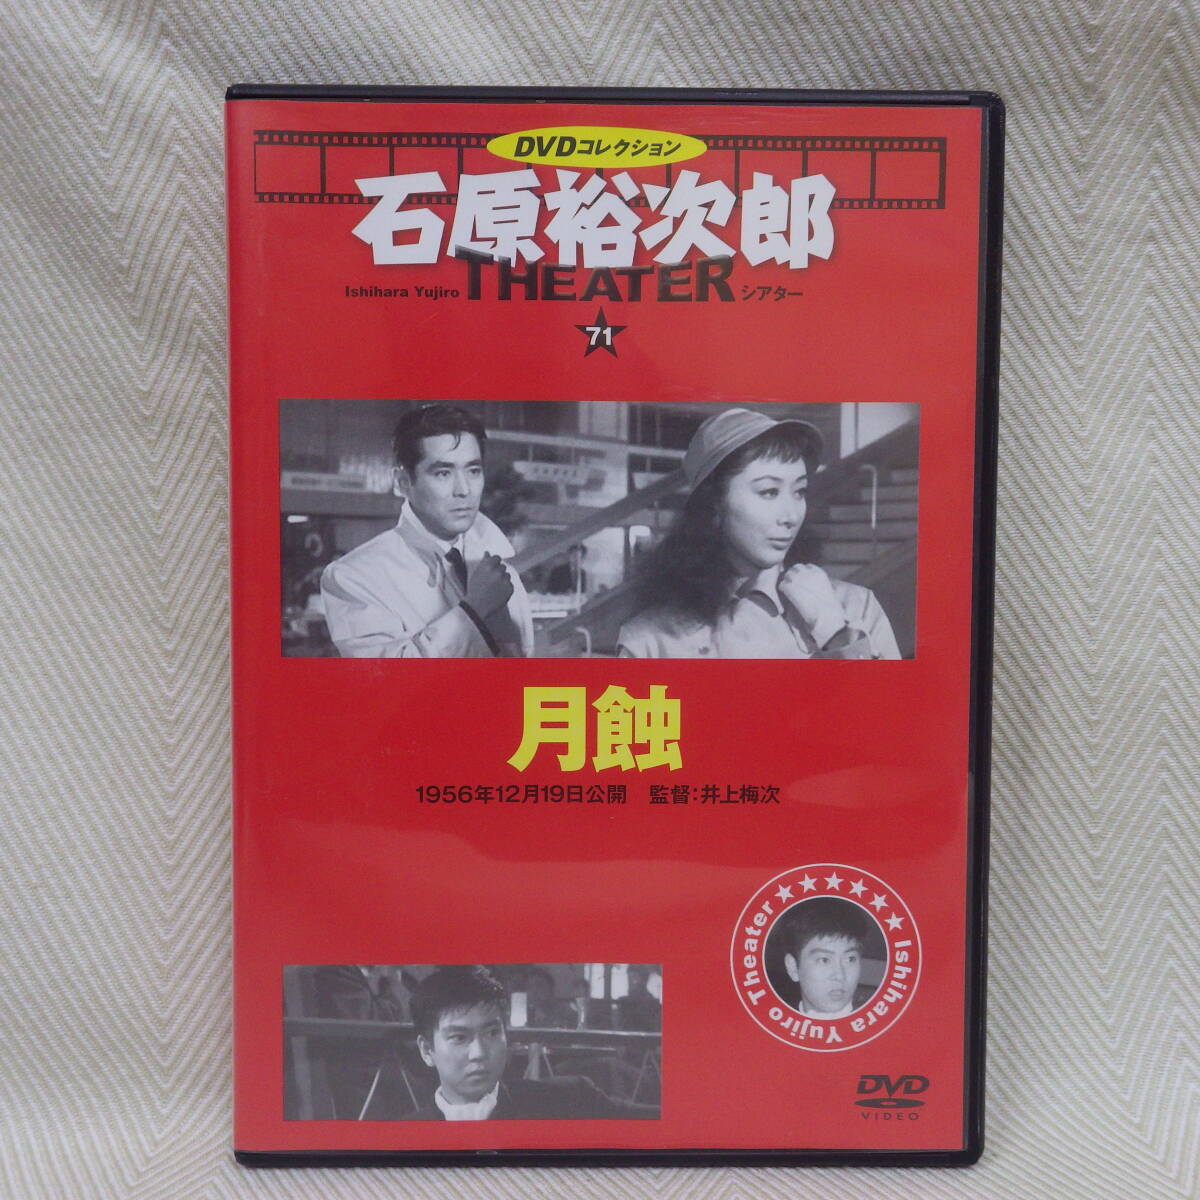 DVDコレクション
石原裕次郎
Ishihara Yujiro THEATER シアター
71
月蝕
1956年12月19日公開 監督:井上梅次
Ishihara Yujiro Theater
DVD
VIDEO